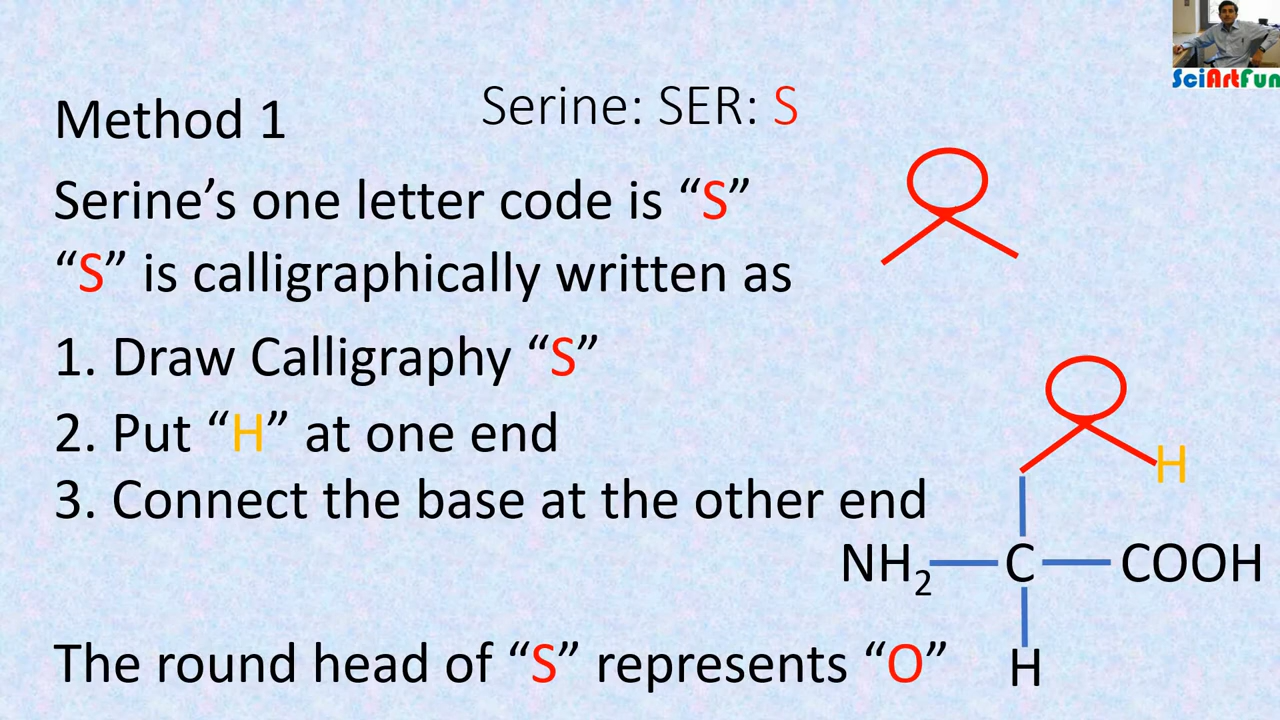 SciArtFun
Method 1
Serine: SER: S
Serine’s one letter code is “S”
“S” is calligraphically written as
1. Draw Calligraphy “S”
2. Put “H” at one end
3. Connect the base at the other end
H
NH₂ C COOH
The round head of “S” represents “O”
H